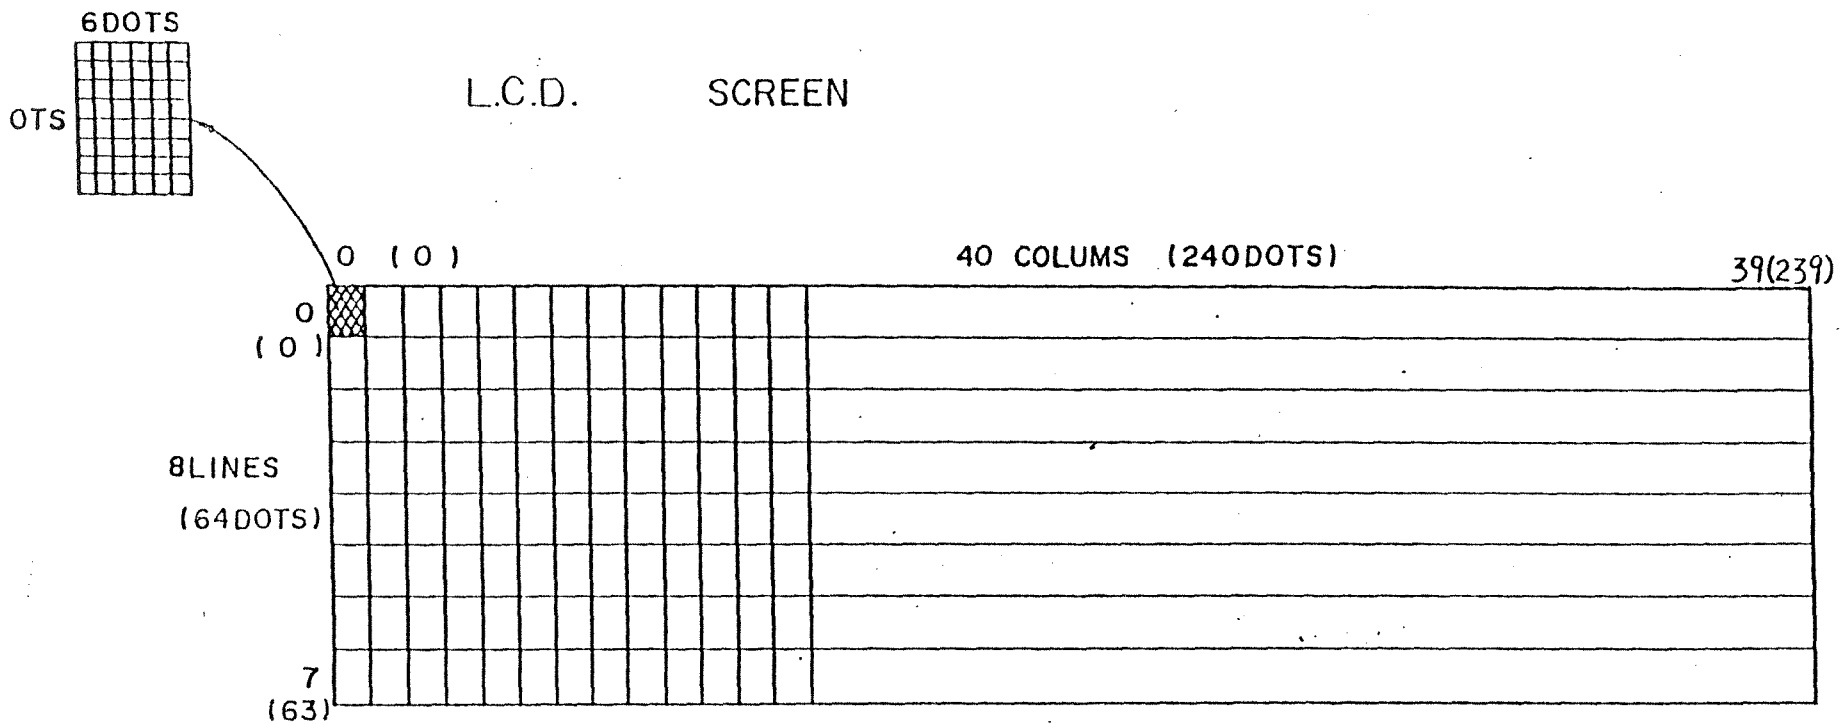 6DOTS
OTS
L.C.D. SCREEN
0 (0)
40 COLUMS (240DOTS)
39(239)
0
(0)
8LINES
(64DOTS)
7
(63)